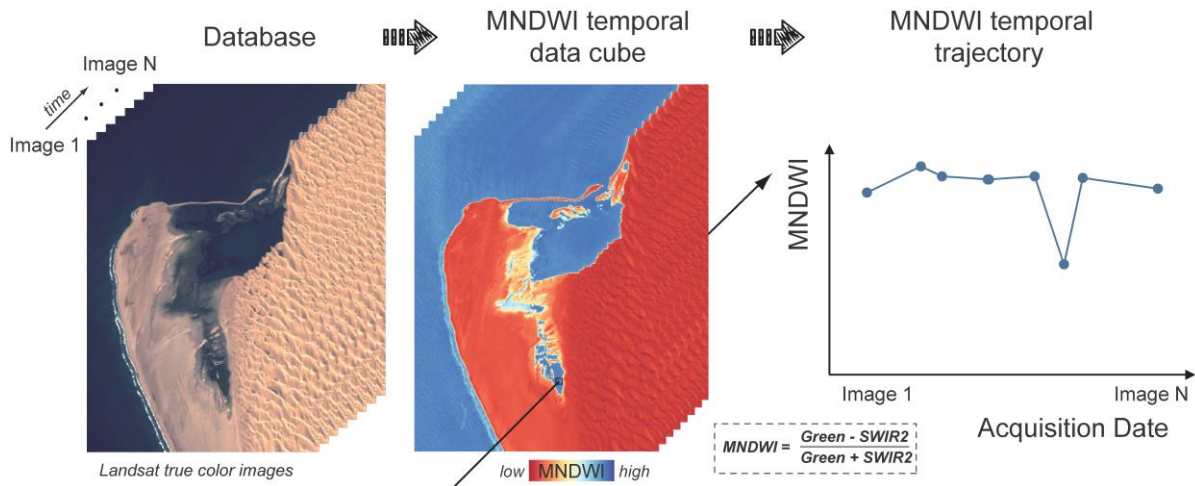 Database
MNDWI temporal
data cube
MNDWI temporal
trajectory
Image N
time
Image 1
Landsat true color images
low MNDWI high
MNDWI
Image 1
Image N
Acquisition Date
MNDWI = Green - SWIR2
Green + SWIR2